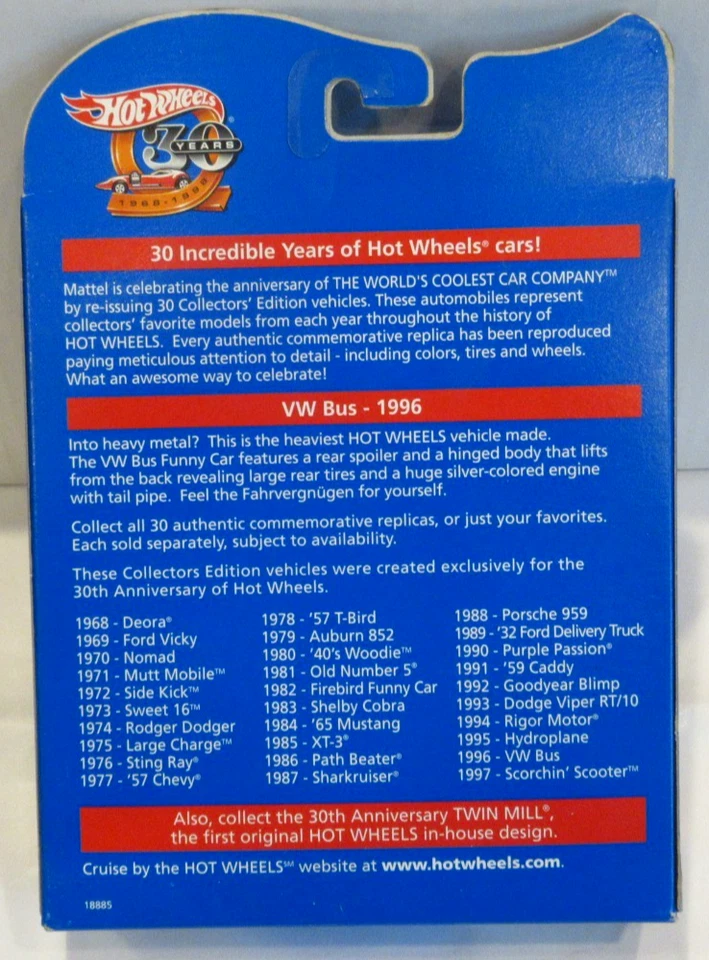 HOT WHEELS®
30
YEARS
1968-1998
30 Incredible Years of Hot Wheels® cars!
Mattel is celebrating the anniversary of THE WORLD'S COOLEST CAR COMPANY™
by re-issuing 30 Collectors' Edition vehicles. These automobiles represent
collectors' favorite models from each year throughout the history of
HOT WHEELS. Every authentic commemorative replica has been reproduced
paying meticulous attention to detail - including colors, tires and wheels.
What an awesome way to celebrate!
VW Bus - 1996
Into heavy metal? This is the heaviest HOT WHEELS vehicle made.
The VW Bus Funny Car features a rear spoiler and a hinged body that lifts
from the back revealing large rear tires and a huge silver-colored engine
with tail pipe. Feel the Fahrvergnügen for yourself.
Collect all 30 authentic commemorative replicas, or just your favorites.
Each sold separately, subject to availability.
These Collectors Edition vehicles were created exclusively for the
30th Anniversary of Hot Wheels.
1968 - Deora®
1969 - Ford Vicky
1970 - Nomad
1971 - Mutt Mobile™
1972 - Side Kick™
1973 - Sweet 16™
1974 - Rodger Dodger
1975 - Large Charge™
1976 - Sting Ray®
1977 - '57 Chevy®
1978 - '57 T-Bird
1979 - Auburn 852
1980 - '40's Woodie™
1981 - Old Number 5®
1982 - Firebird Funny Car
1983 - Shelby Cobra
1984 - '65 Mustang
1985 - XT-3®
1986 - Path Beater®
1987 - Sharkruiser®
1988 - Porsche 959
1989 - '32 Ford Delivery Truck
1990 - Purple Passion®
1991 - '59 Caddy
1992 - Goodyear Blimp
1993 - Dodge Viper RT/10
1994 - Rigor Motor®
1995 - Hydroplane
1996 - VW Bus
1997 - Scorchin' Scooter™
Also, collect the 30th Anniversary TWIN MILL®,
the first original HOT WHEELS in-house design.
Cruise by the HOT WHEELS℠ website at www.hotwheels.com.
18885